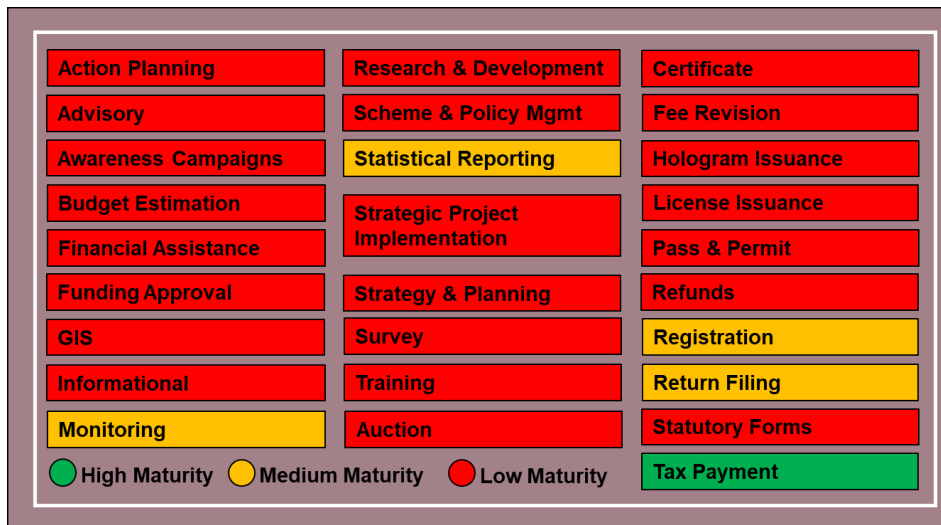 Action Planning
Advisory
Awareness Campaigns
Budget Estimation
Financial Assistance
Funding Approval
GIS
Informational
Monitoring
Research & Development
Scheme & Policy Mgmt
Statistical Reporting
Strategic Project
Implementation
Strategy & Planning
Survey
Training
Auction
Certificate
Fee Revision
Hologram Issuance
License Issuance
Pass & Permit
Refunds
Registration
Return Filing
Statutory Forms
Tax Payment
High Maturity
Medium Maturity
Low Maturity